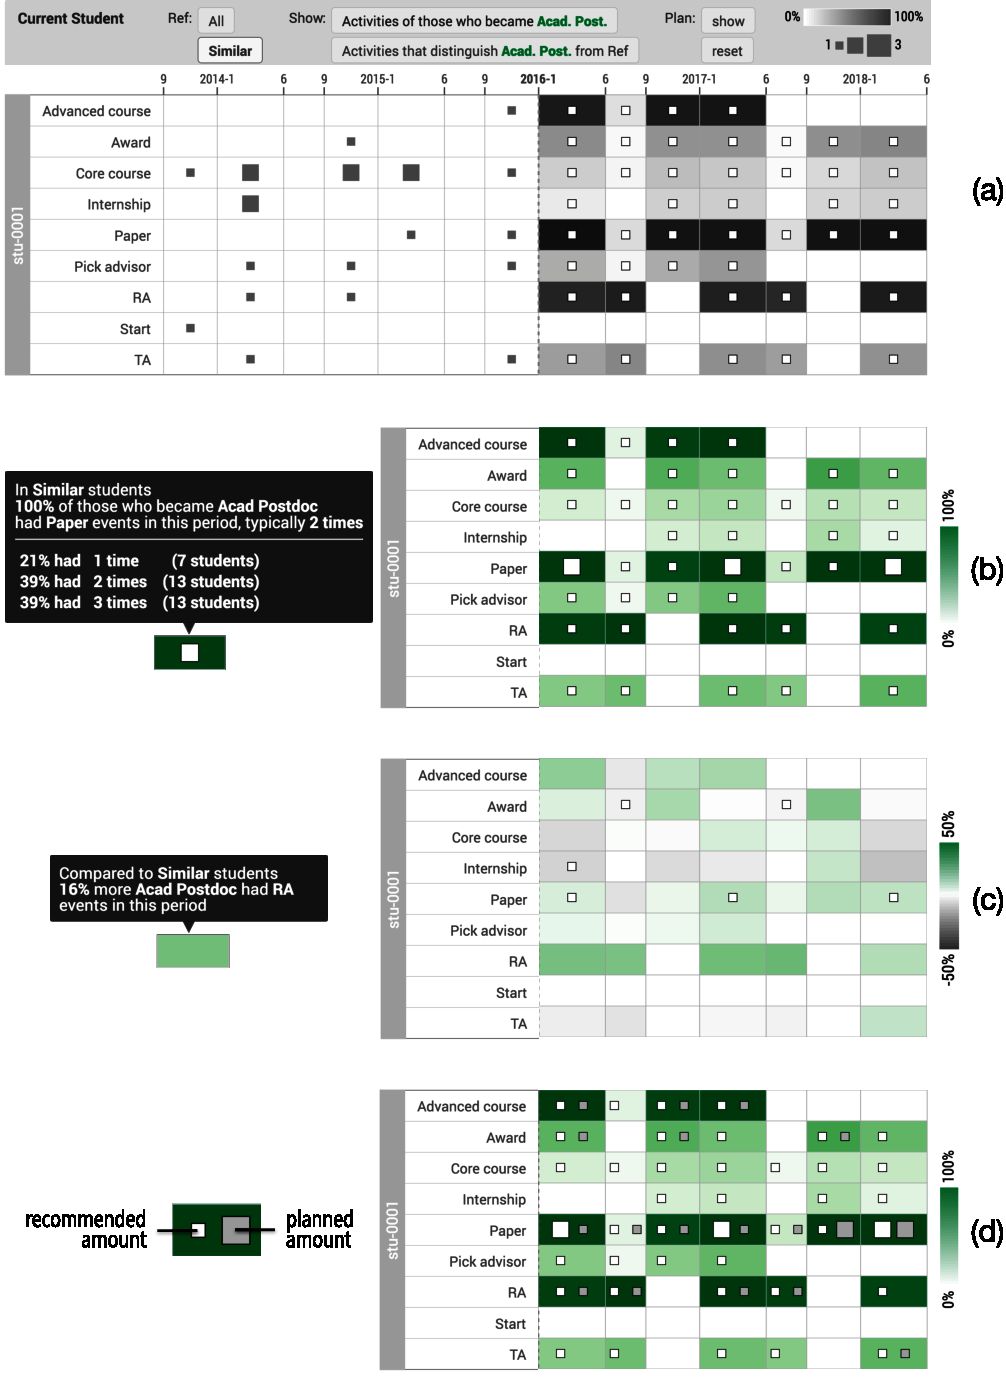 Current Student
Ref:
All
Show:
Activities of those who became Acad. Post.
Plan:
show
0%
100%
Similar
Activities that distinguish Acad. Post. from Ref
reset
1
3
9
2014-1
6
9
2015-1
6
9
2016-1
6
9
2017-1
6
9
2018-1
6
stu-0001
Advanced course
Award
Core course
Internship
Paper
Pick advisor
RA
Start
TA
(a)
In Similar students
100% of those who became Acad Postdoc
had Paper events in this period, typically 2 times
21% had 1 time (7 students)
39% had 2 times (13 students)
39% had 3 times (13 students)
stu-0001
Advanced course
Award
Core course
Internship
Paper
Pick advisor
RA
Start
TA
100%
0%
(b)
Compared to Similar students
16% more Acad Postdoc had RA
events in this period
stu-0001
Advanced course
Award
Core course
Internship
Paper
Pick advisor
RA
Start
TA
50%
-50%
(c)
recommended
amount
planned
amount
stu-0001
Advanced course
Award
Core course
Internship
Paper
Pick advisor
RA
Start
TA
100%
0%
(d)